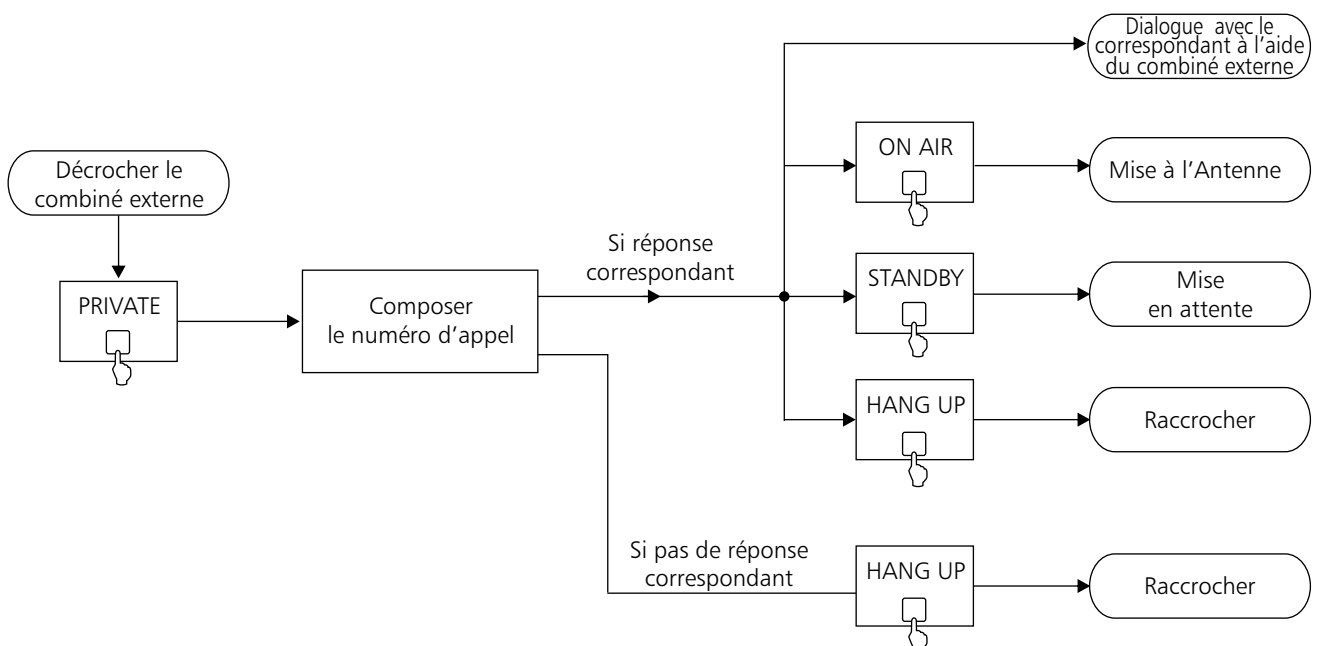 Dialogue avec le
correspondant à l'aide
du combiné externe
ON AIR
Mise à l'Antenne
Décrocher le
combiné externe
Si réponse
correspondant
STANDBY
Mise
en attente
PRIVATE
Composer
le numéro d'appel
HANG UP
Raccrocher
Si pas de réponse
correspondant
HANG UP
Raccrocher